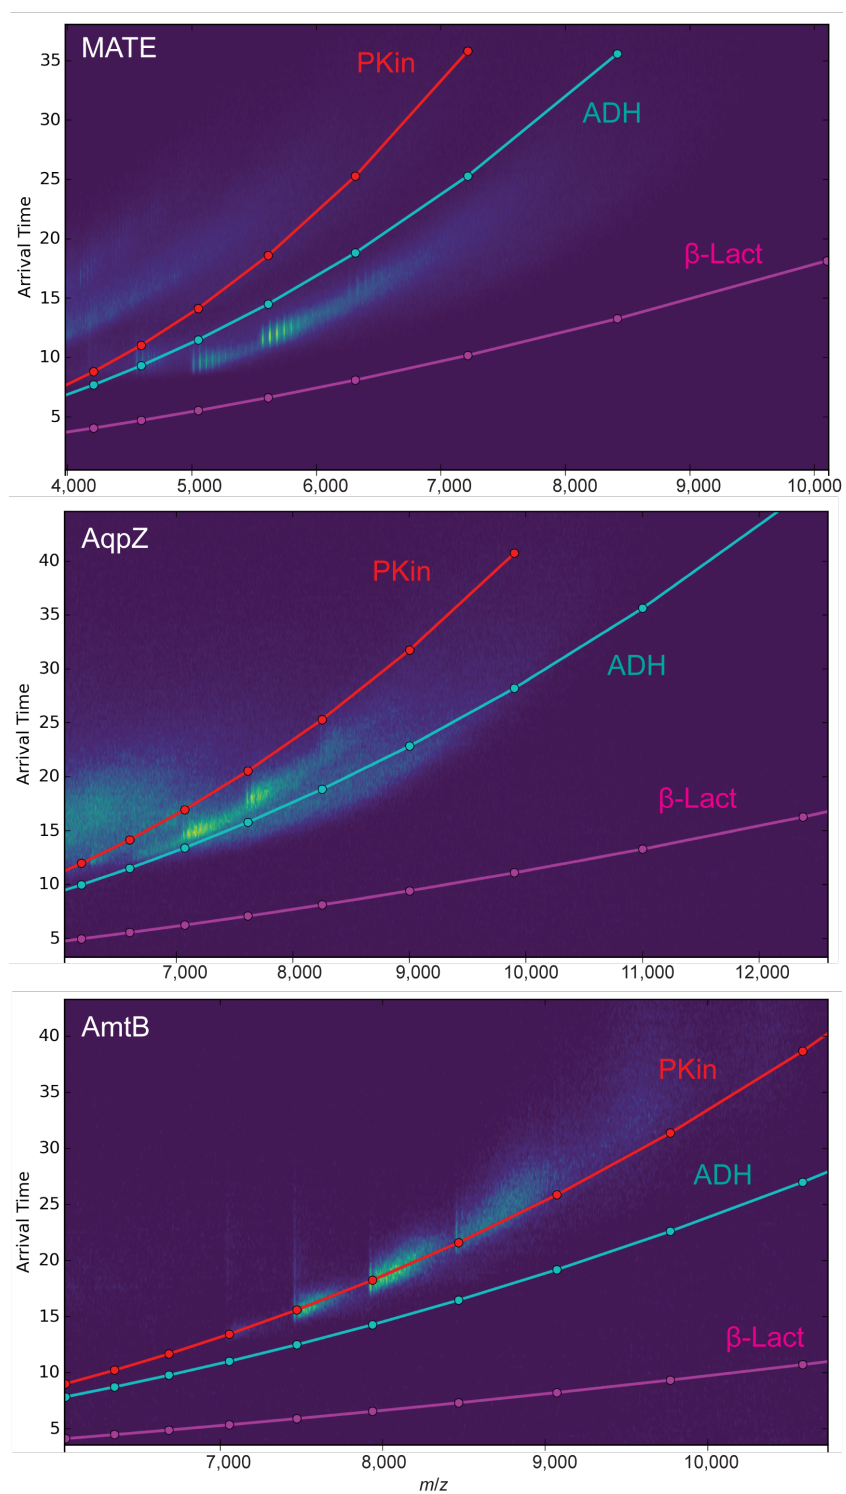 MATE
PKin
ADH
β-Lact
Arrival Time
35
30
25
20
15
10
5
4,000 5,000 6,000 7,000 8,000 9,000 10,000
AqpZ
PKin
ADH
β-Lact
Arrival Time
40
35
30
25
20
15
10
5
7,000 8,000 9,000 10,000 11,000 12,000
AmtB
PKin
ADH
β-Lact
Arrival Time
40
35
30
25
20
15
10
5
7,000 8,000 9,000 10,000
m/z